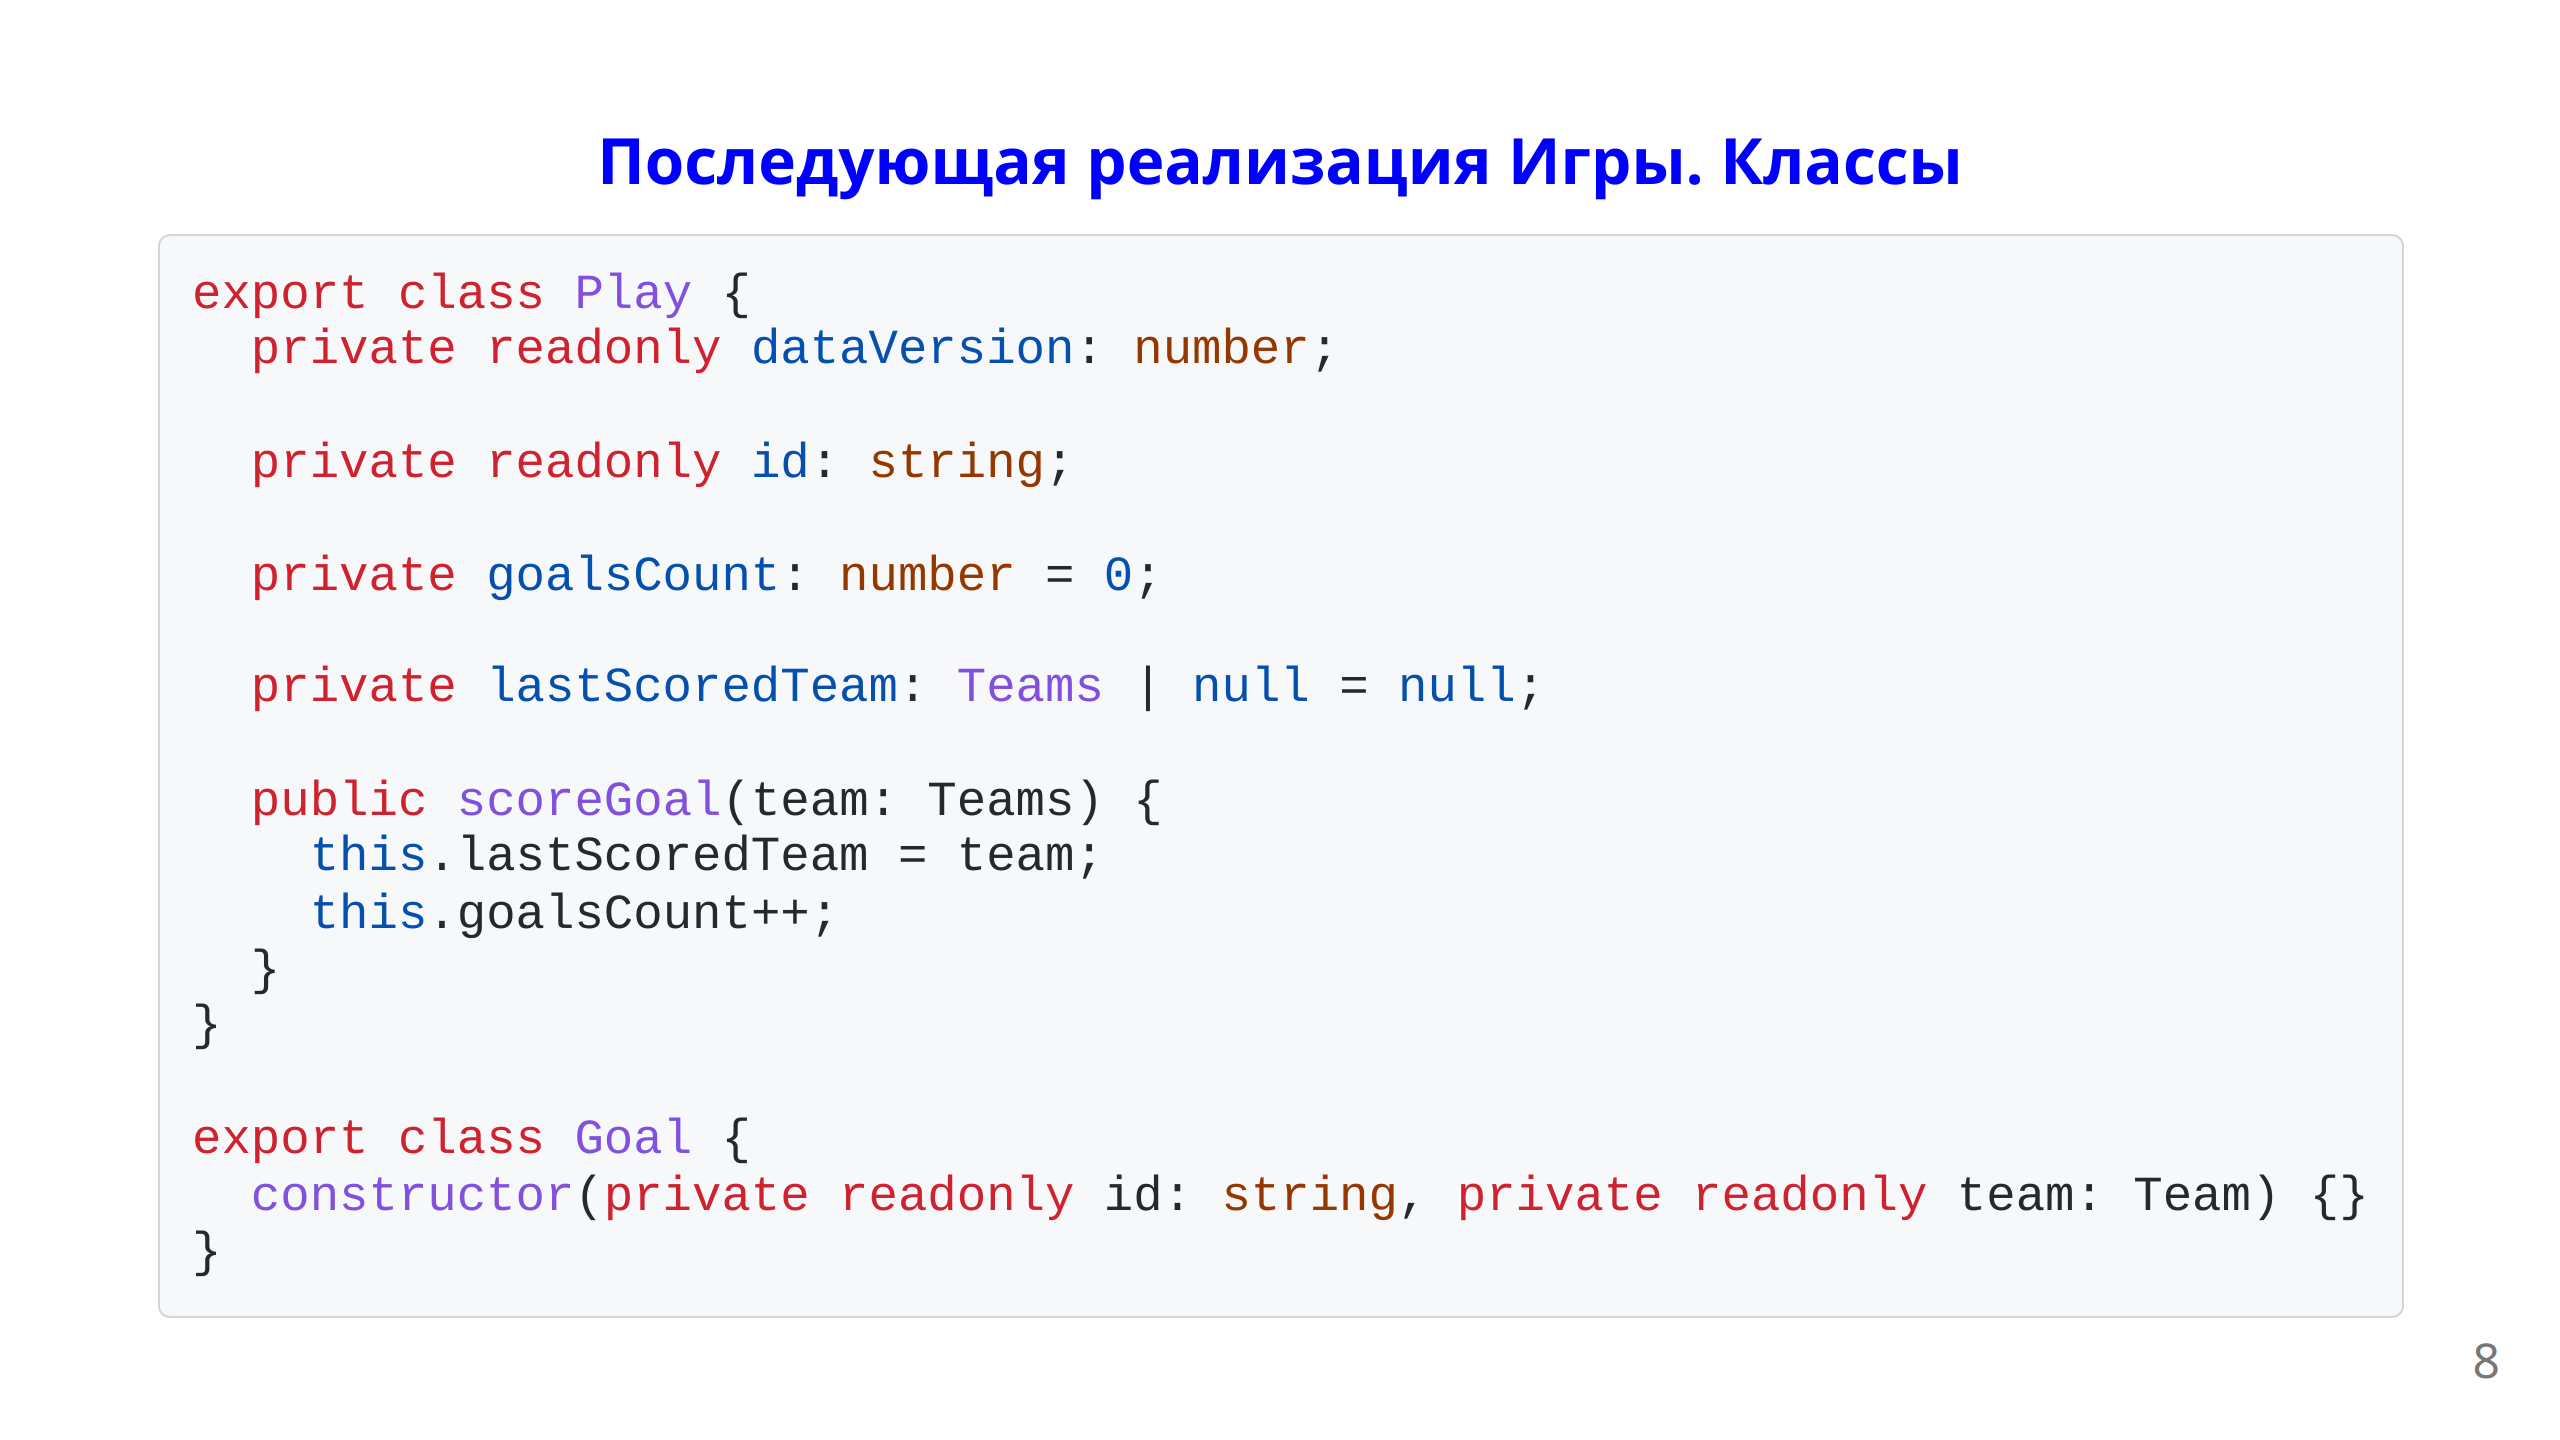 Последующая реализация Игры. Классы
export class Play {
  private readonly dataVersion: number;

  private readonly id: string;

  private goalsCount: number = 0;

  private lastScoredTeam: Teams | null = null;

  public scoreGoal(team: Teams) {
    this.lastScoredTeam = team;
    this.goalsCount++;
  }
}

export class Goal {
  constructor(private readonly id: string, private readonly team: Team) {}
}
8